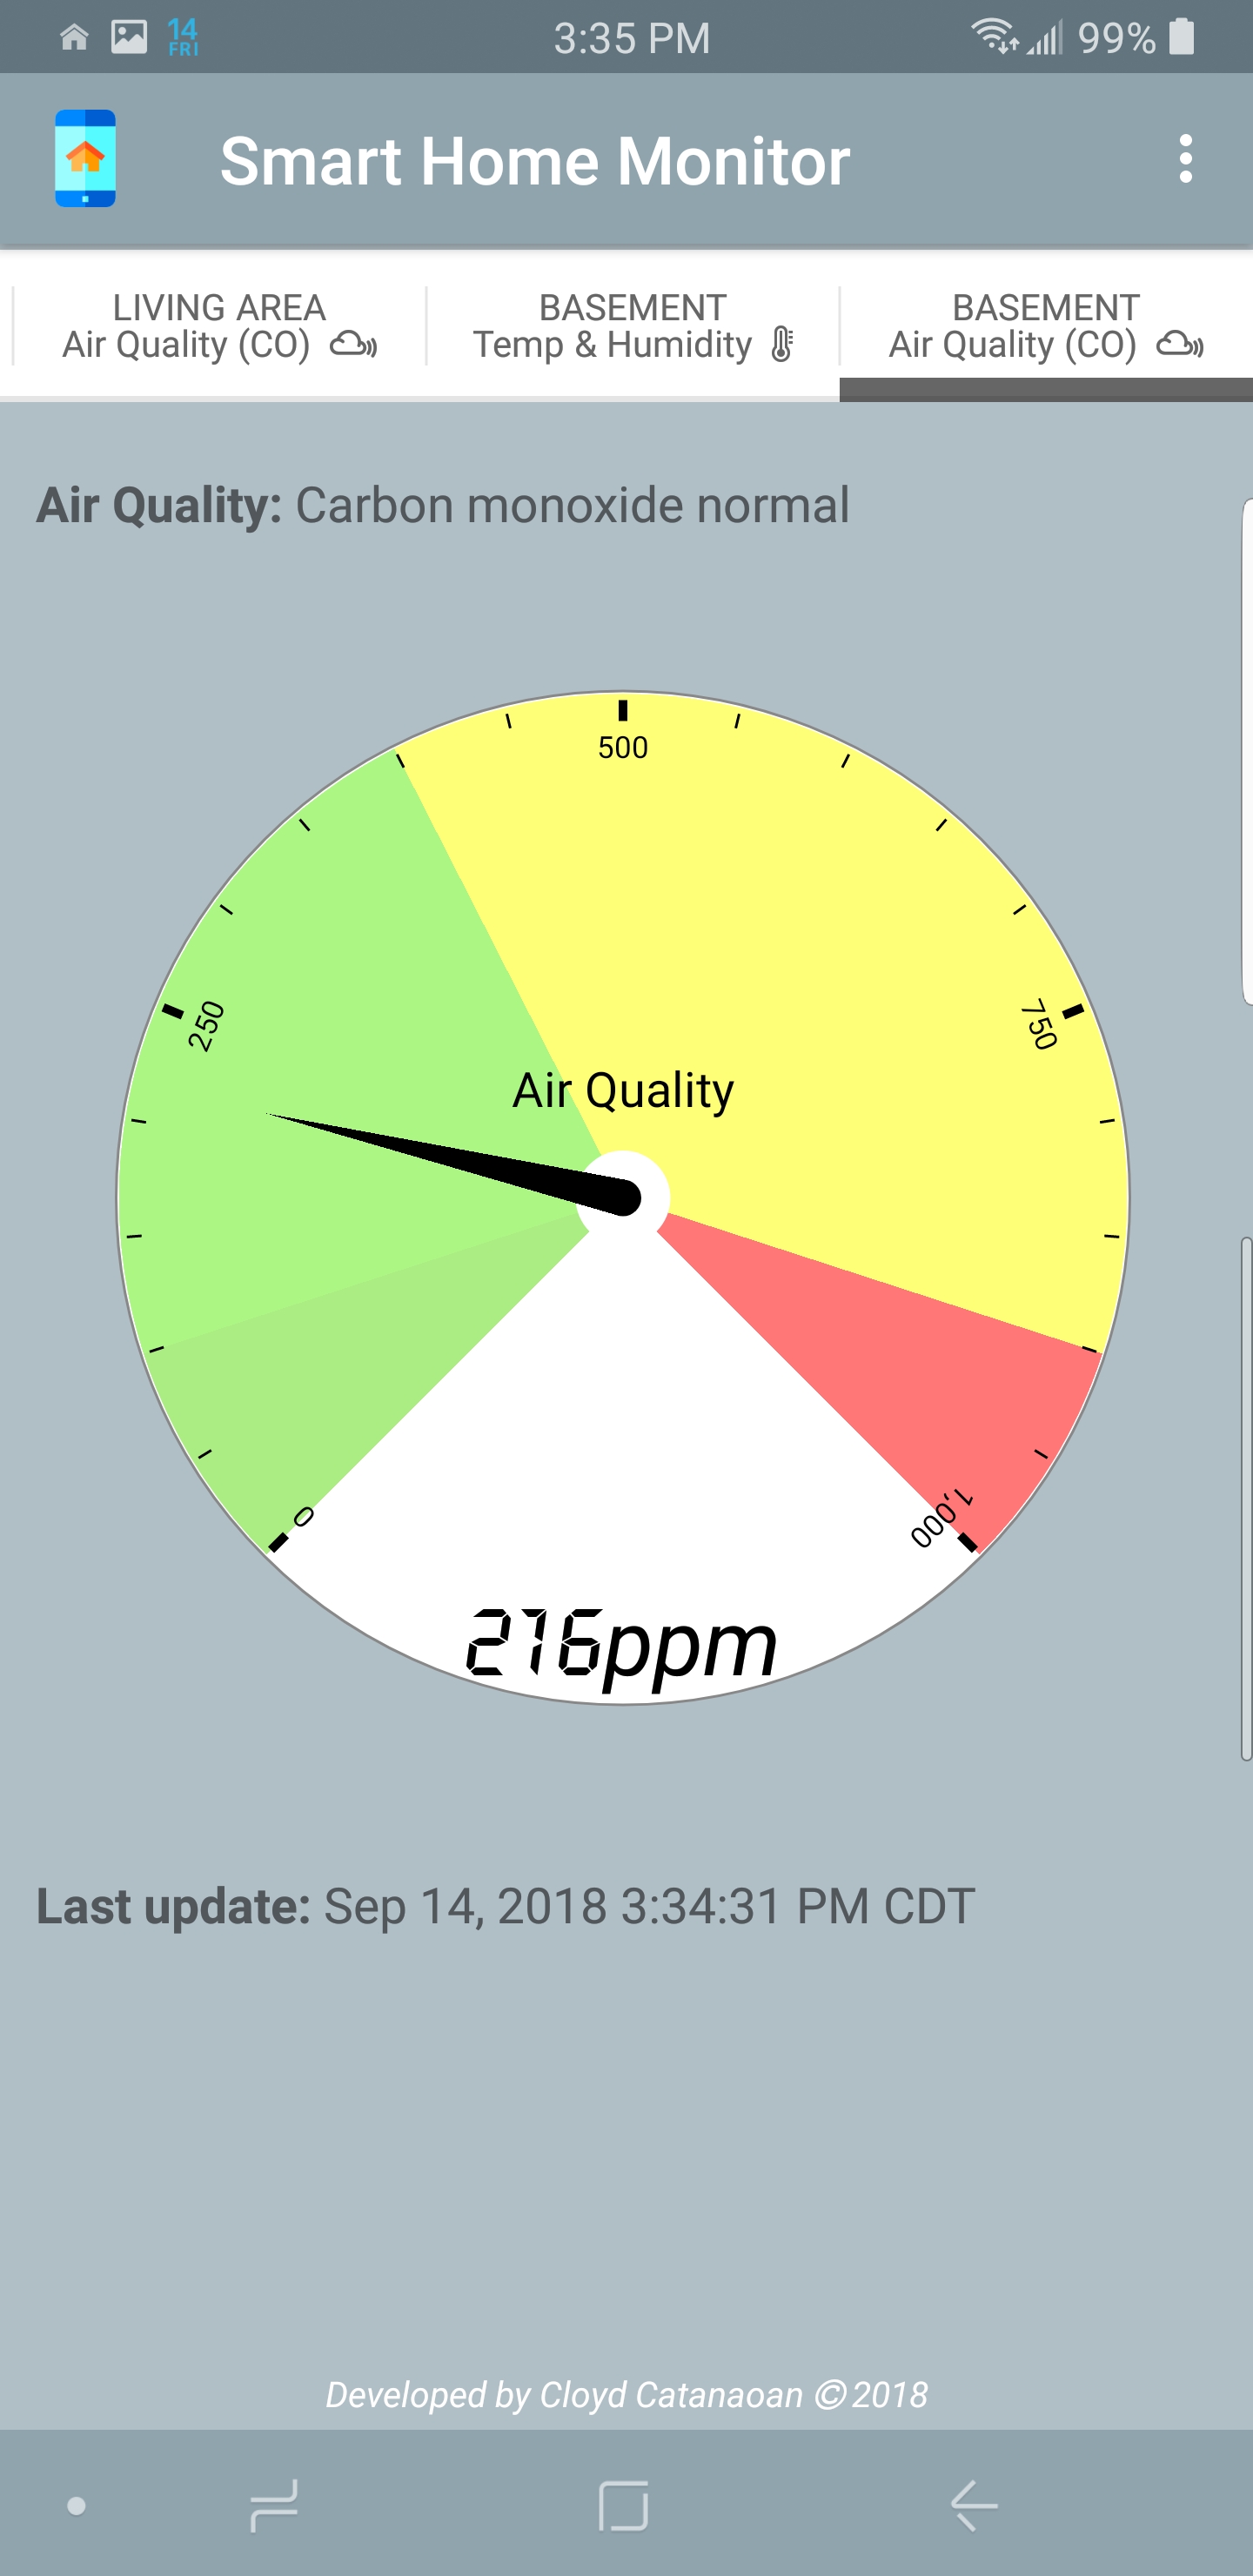 14
FRI
3:35 PM
99%
Smart Home Monitor
LIVING AREA
Air Quality (CO)
BASEMENT
Temp & Humidity
BASEMENT
Air Quality (CO)
Air Quality: Carbon monoxide normal
500
250
750
Air Quality
0
1,000
216ppm
Last update: Sep 14, 2018 3:34:31 PM CDT
Developed by Cloyd Catanaoan © 2018